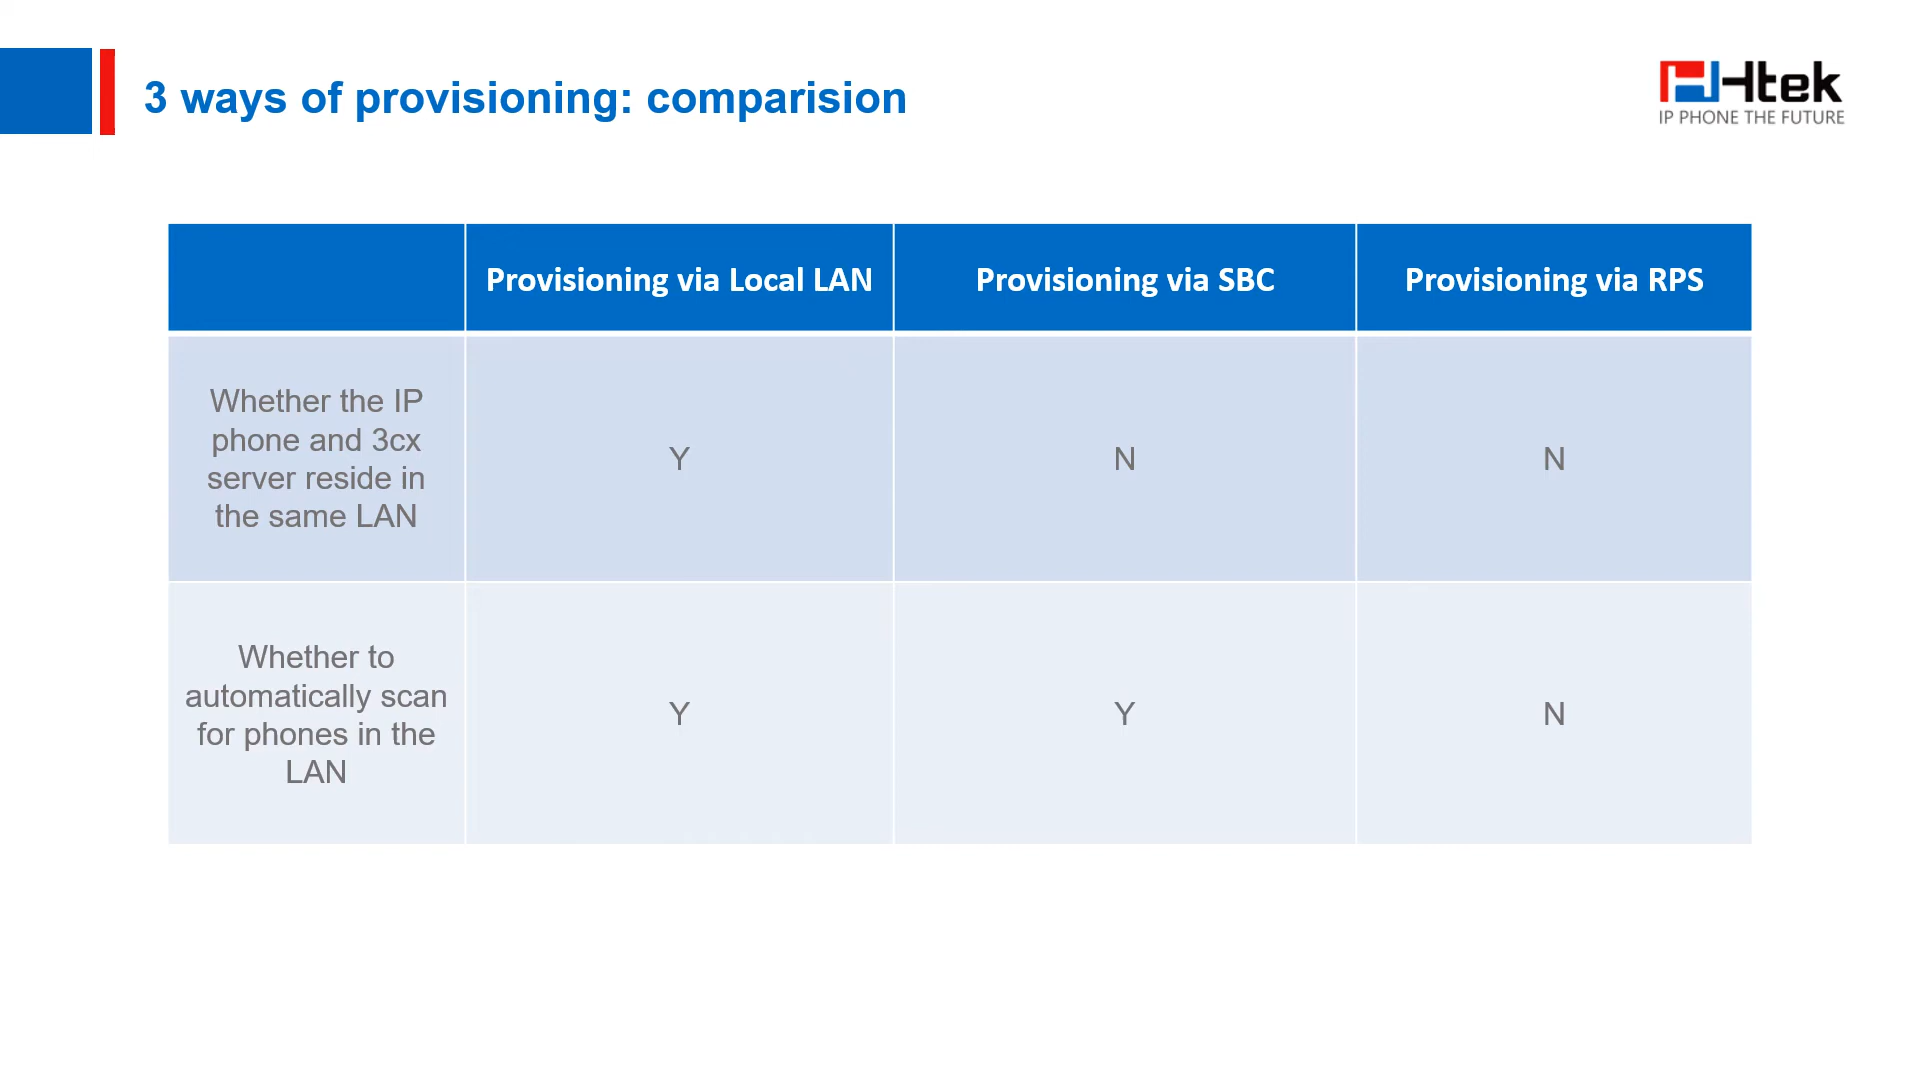 3 ways of provisioning: comparision
Htek
IP PHONE THE FUTURE
Provisioning via Local LAN
Provisioning via SBC
Provisioning via RPS
Whether the IP
phone and 3cx
server reside in
the same LAN
Y
N
N
Whether to
automatically scan
for phones in the
LAN
Y
Y
N